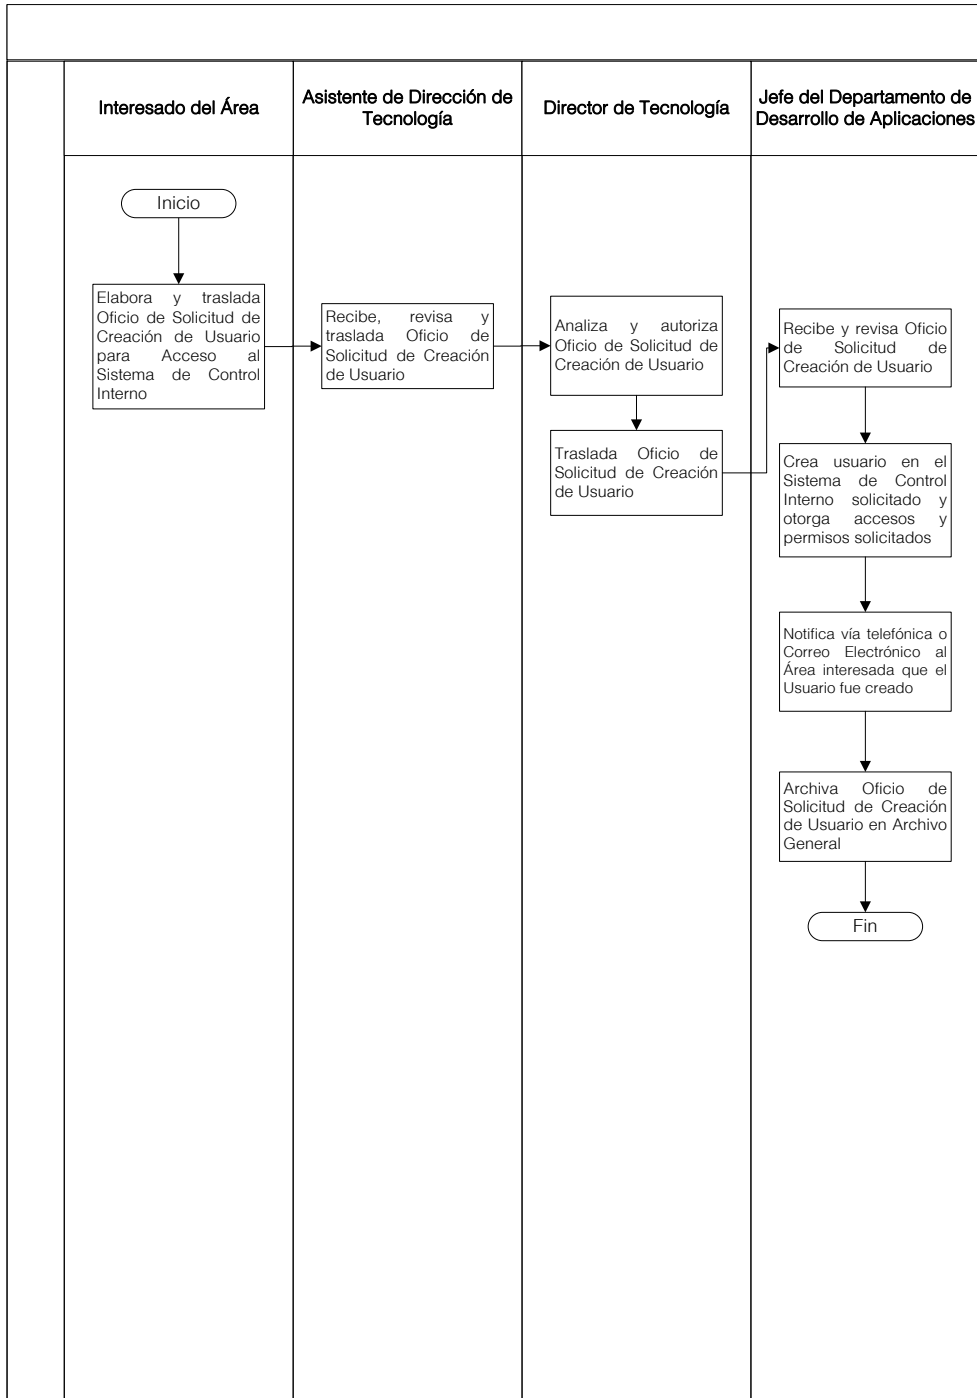 Interesado del Área
Asistente de Dirección de
Tecnología
Director de Tecnología
Jefe del Departamento de
Desarrollo de Aplicaciones
Inicio
Elabora y traslada
Oficio de Solicitud de
Creación de Usuario
para Acceso al
Sistema de Control
Interno
Recibe, revisa y
traslada Oficio de
Solicitud de Creación
de Usuario
Analiza y autoriza
Oficio de Solicitud de
Creación de Usuario
Traslada Oficio de
Solicitud de Creación
de Usuario
Recibe y revisa Oficio
de Solicitud de
Creación de Usuario
Crea usuario en el
Sistema de Control
Interno solicitado y
otorga accesos y
permisos solicitados
Notifica vía telefónica o
Correo Electrónico al
Área interesada que el
Usuario fue creado
Archiva Oficio de
Solicitud de Creación
de Usuario en Archivo
General
Fin